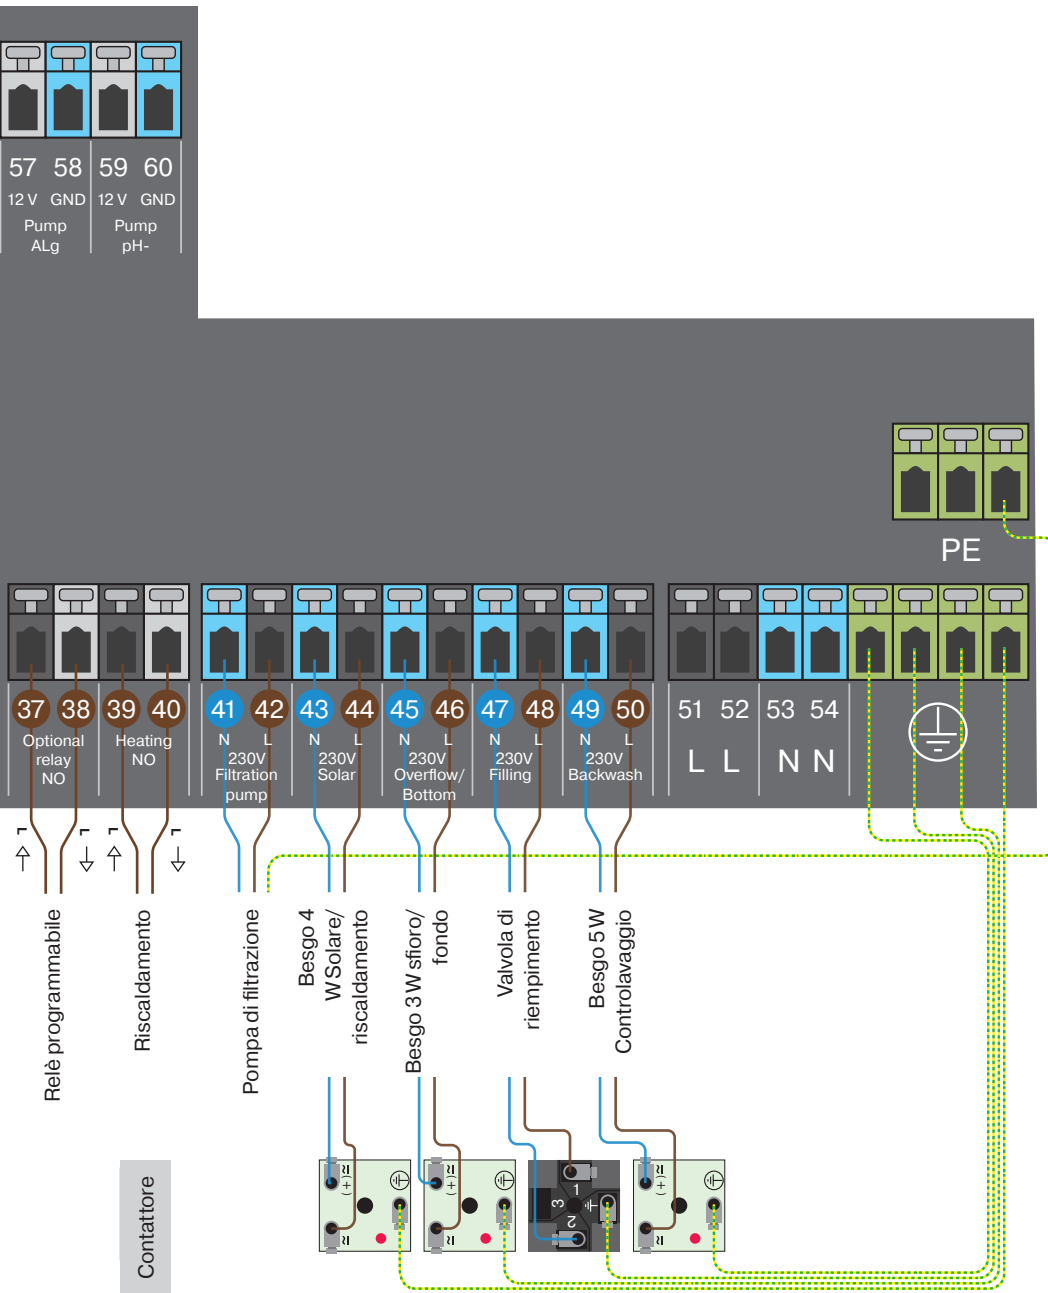 57 58 59 60
12 V GND 12 V GND
Pump
ALg
Pump
pH-
PE
37 38 39 40 41 42 43 44 45 46 47 48 49 50 51 52 53 54
Optional
relay
NO
Heating
NO
N L
230V
Filtration
pump
N L
230V
Solar
N L
230V
Overflow/
Bottom
N L
230V
Filling
N L
230V
Backwash
L L N N
L L L L
Relè programmabile
Riscaldamento
Pompa di filtrazione
Besgo 4
W Solare/
riscaldamento
Besgo 3 W sfioro/
fondo
Valvola di
riempimento
Besgo 5 W
Controlavaggio
Contattore
≈(+)
≈
≈(+)
≈
1
2
3
≈(+)
≈